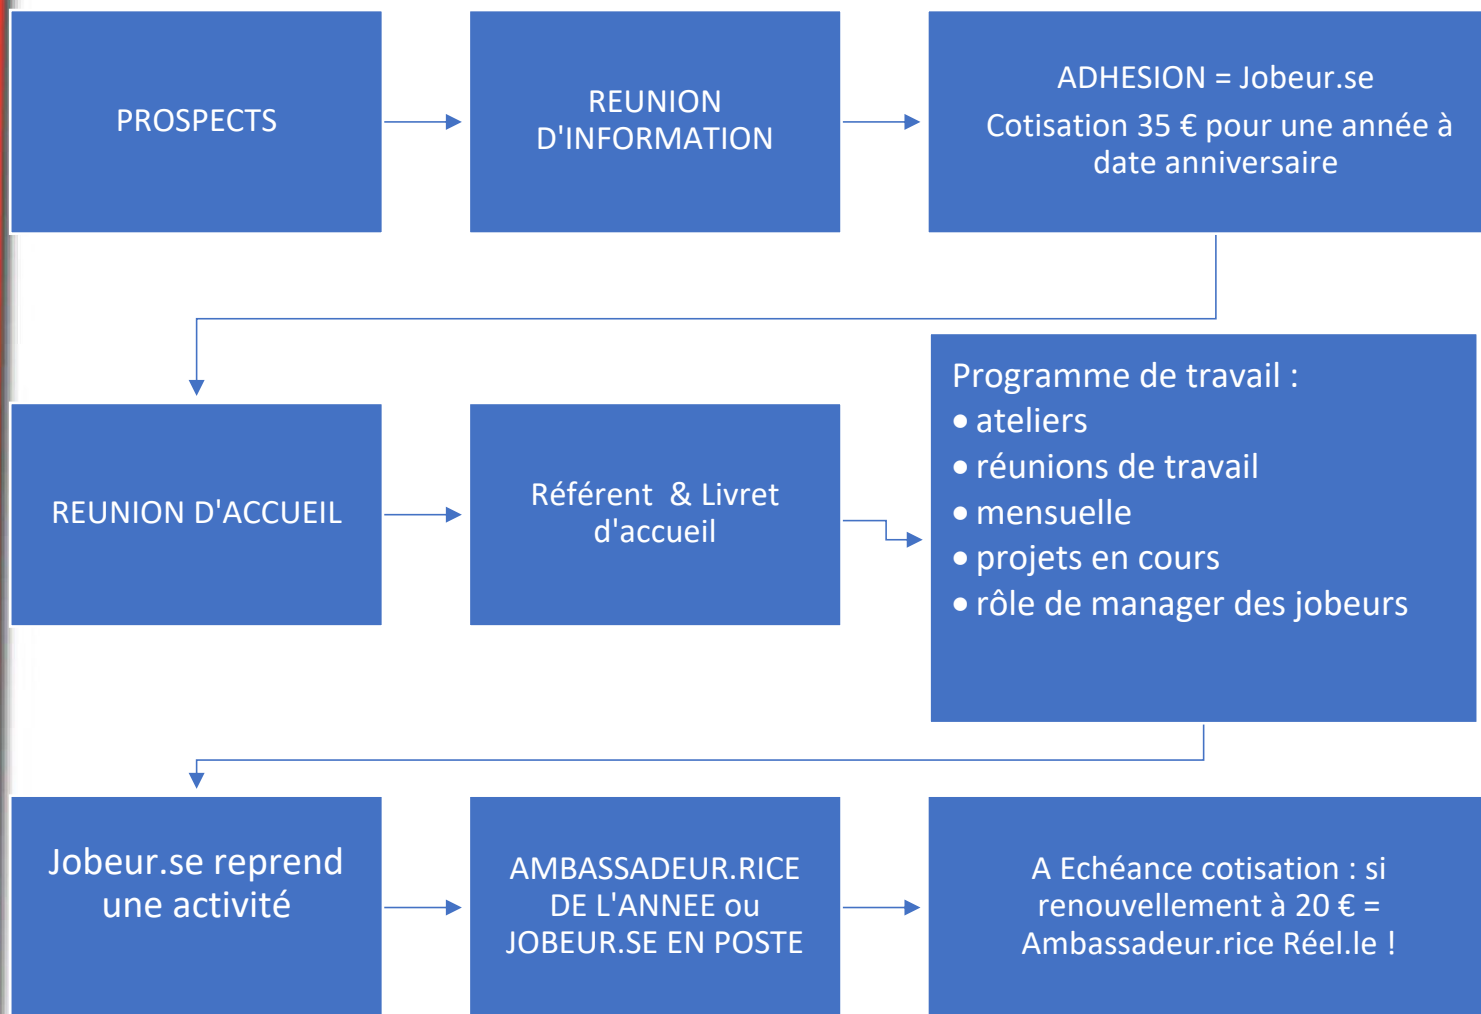 PROSPECTS
REUNION
D'INFORMATION
ADHESION = Jobeur.se
Cotisation 35 € pour une année à
date anniversaire
REUNION D'ACCUEIL
Référent & Livret
d'accueil
Programme de travail :
• ateliers
• réunions de travail
• mensuelle
• projets en cours
• rôle de manager des jobeurs
Jobeur.se reprend
une activité
AMBASSADEUR.RICE
DE L'ANNEE ou
JOBEUR.SE EN POSTE
A Echéance cotisation : si
renouvellement à 20 € =
Ambassadeur.rice Réel.le !